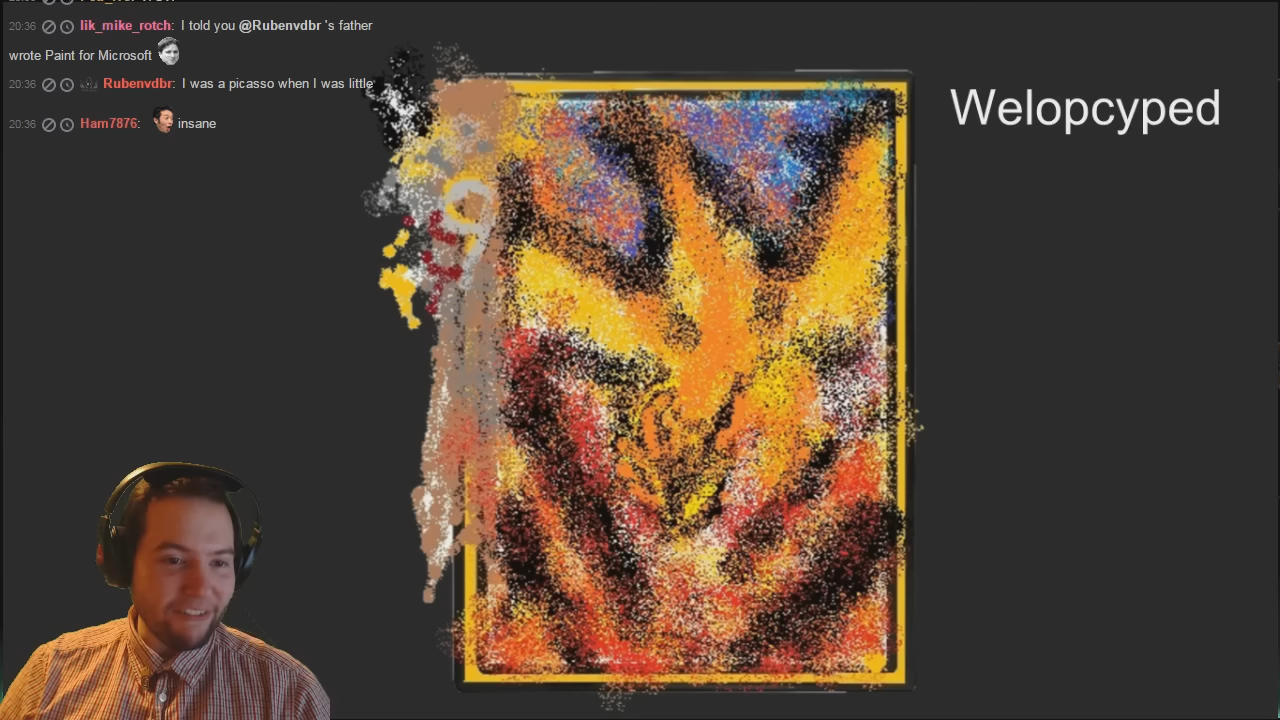 20:36 lik_mike_rotch: I told you @Rubenvdbr 's father
wrote Paint for Microsoft
20:36 Rubenvdbr: I was a picasso when I was little
20:36 Ham7876: insane
Welopcyped